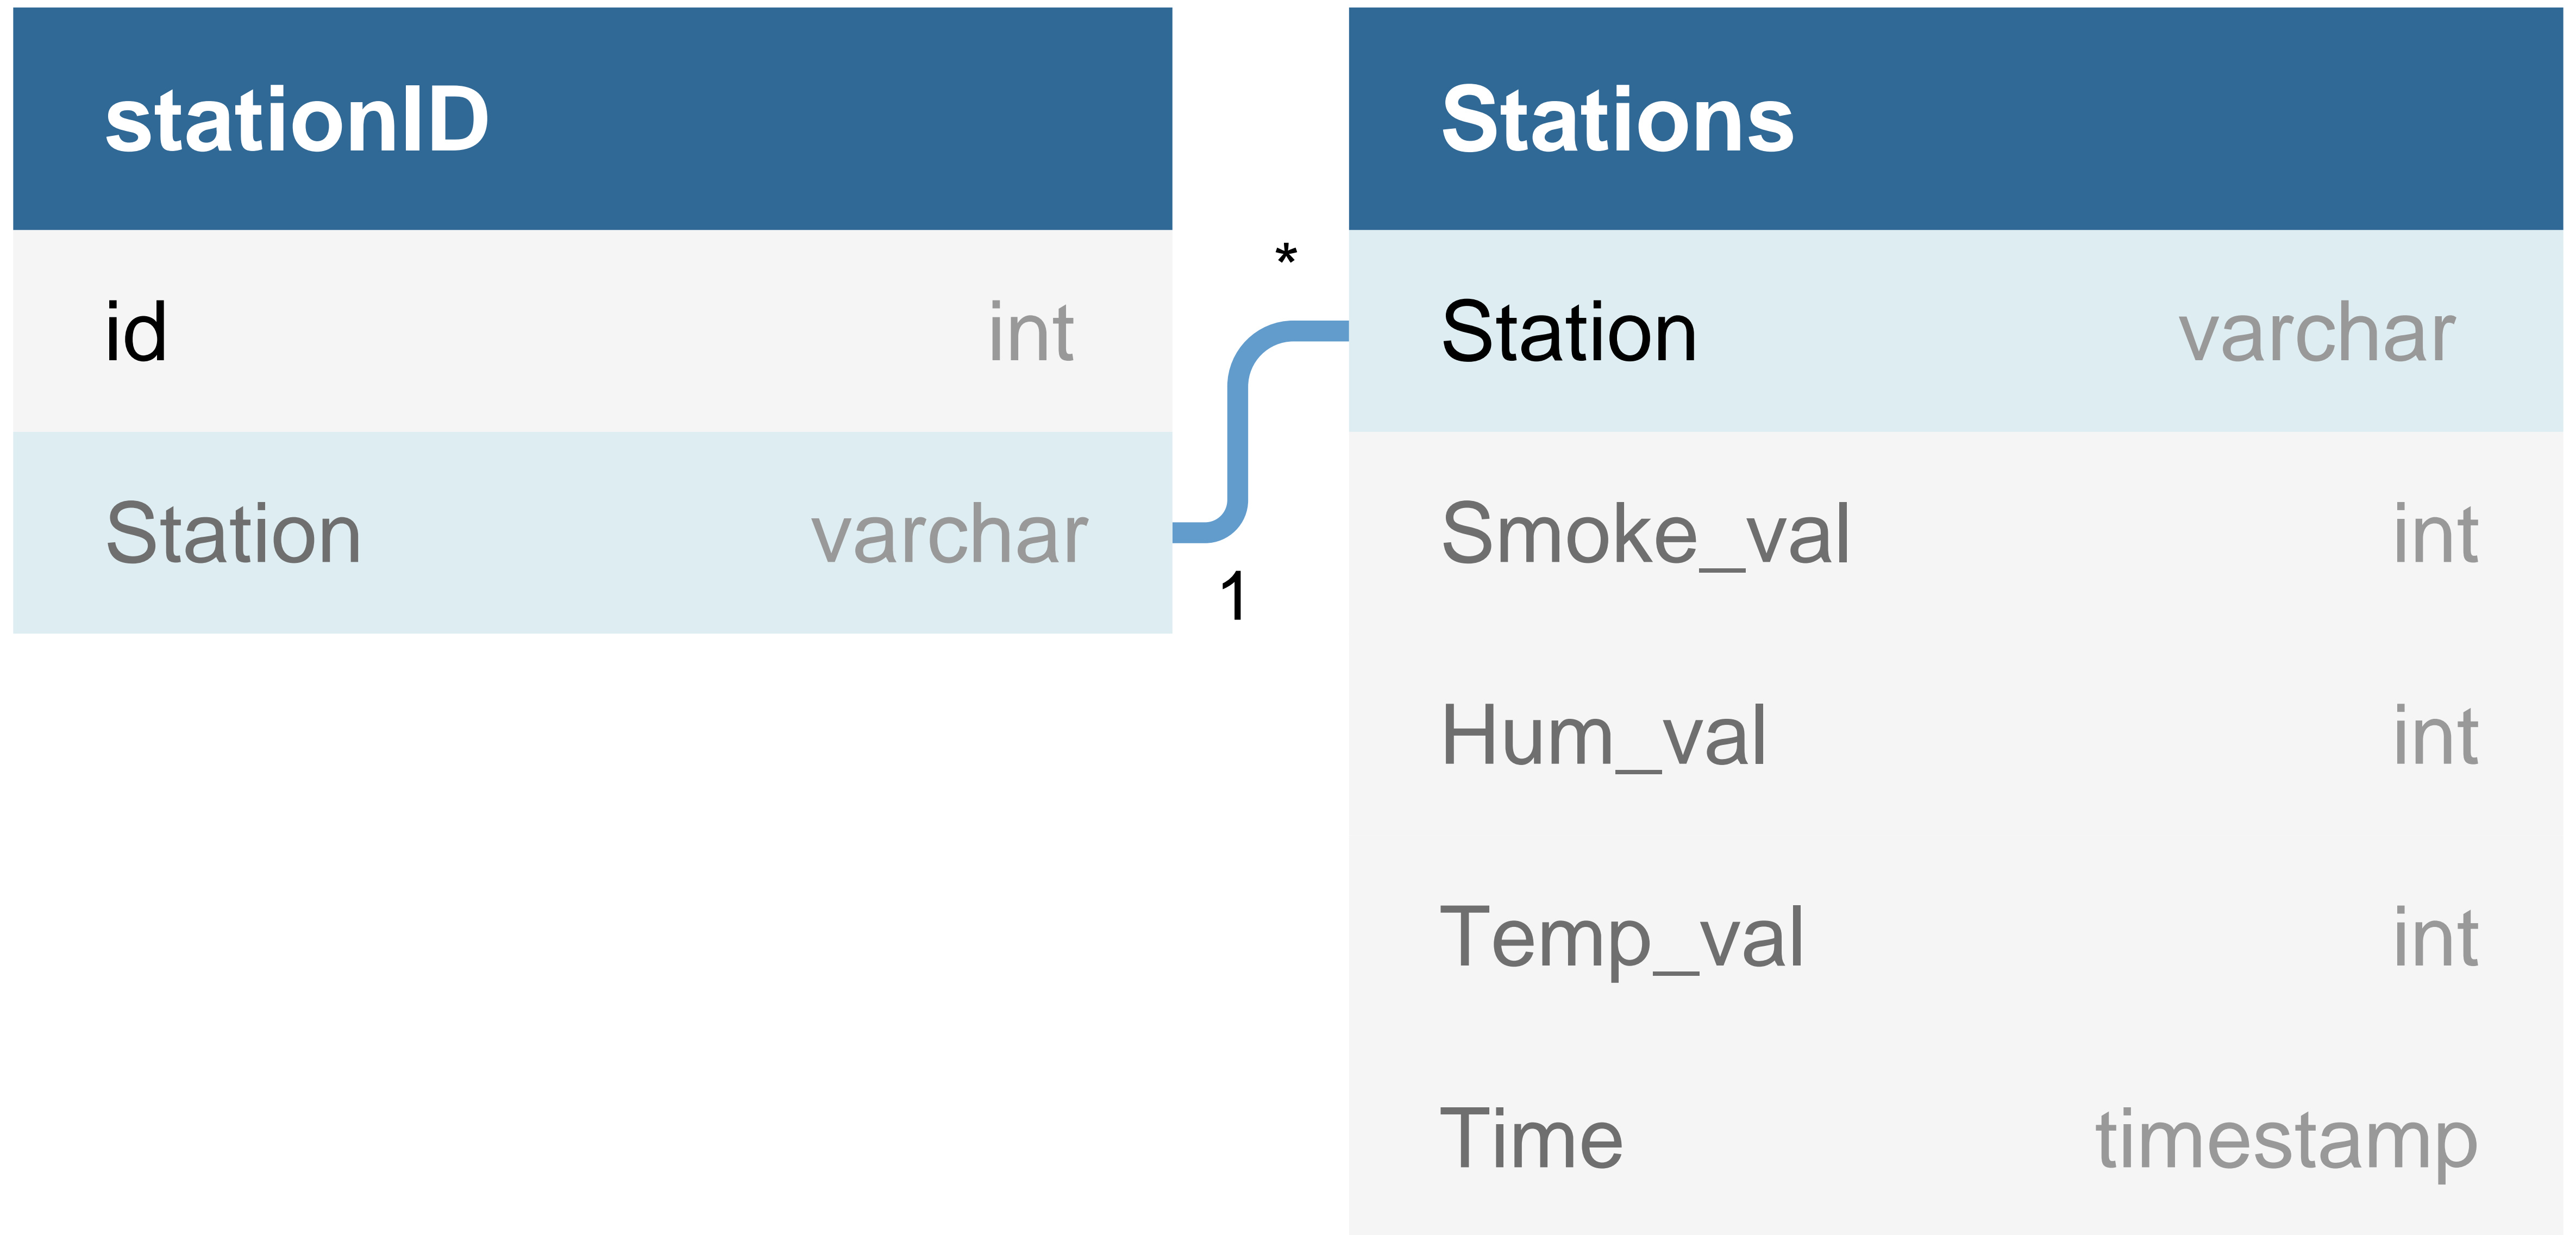 stationID
id int
Station varchar
*
1
Stations
Station varchar
Smoke_val int
Hum_val int
Temp_val int
Time timestamp